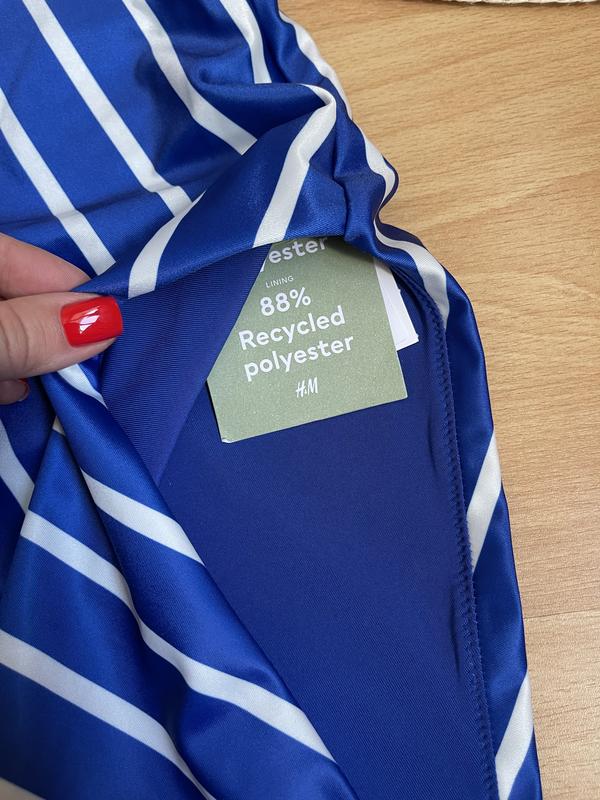 yester
LINING
88%
Recycled
polyester
H&M